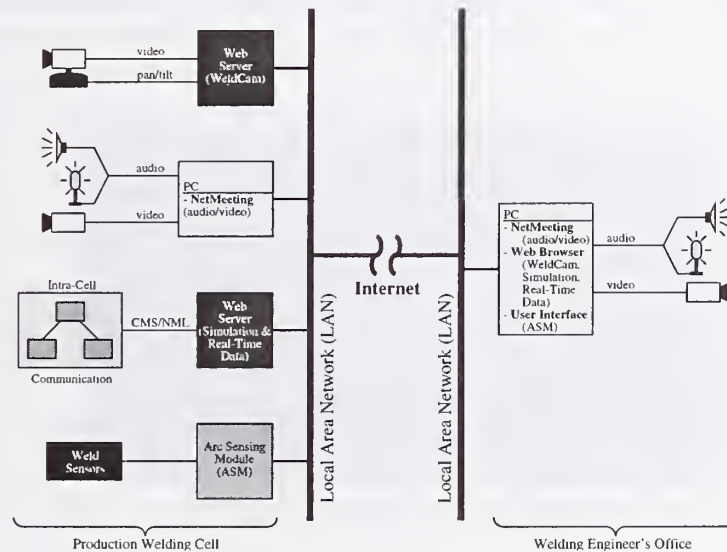 video
pan/tilt
Web
Server
(WeldCam)
audio
video
PC
- NetMeeting
(audio/video)
Intra-Cell
Communication
CMS/NML
Web
Server
(Simulation &
Real-Time
Data)
Weld
Sensors
Arc Sensing
Module
(ASM)
Production Welding Cell
Local Area Network (LAN)
Internet
Local Area Network (LAN)
PC
- NetMeeting
(audio/video)
- Web Browser
(WeldCam,
Simulation,
Real-Time
Data)
- User Interface
(ASM)
audio
video
Welding Engineer's Office